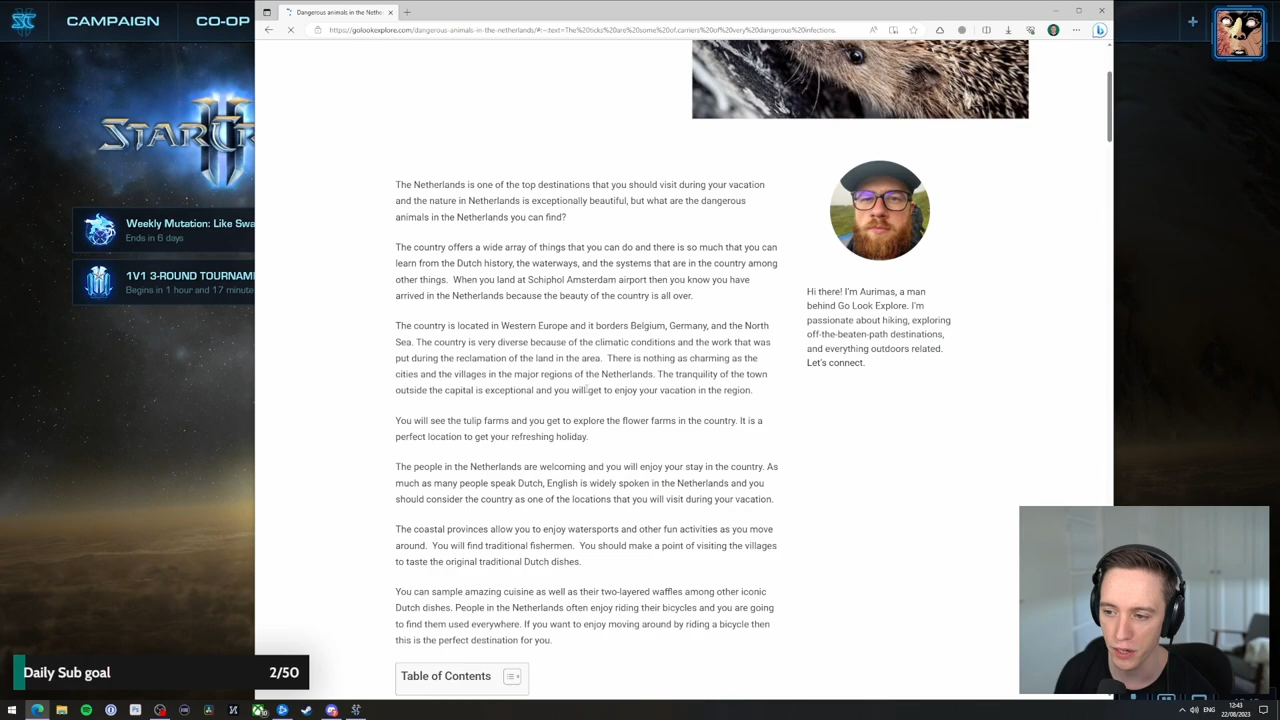 CAMPAIGN
CO-OP
Dangerous animals in the Nethe
https://golookexplore.com/dangerous-animals-in-the-netherlands/#:~:text=The%20ticks%20are%20some%20of,carriers%20of%20very%20dangerous%20infections.
STARCR
Weekly Mutation: Like Swa
Ends in 6 days
1V1 3-ROUND TOURNAM
Begins in 1 hour and 17 minute
The Netherlands is one of the top destinations that you should visit during your vacation
and the nature in Netherlands is exceptionally beautiful, but what are the dangerous
animals in the Netherlands you can find?
The country offers a wide array of things that you can do and there is so much that you can
learn from the Dutch history, the waterways, and the systems that are in the country among
other things. When you land at Schiphol Amsterdam airport then you know you have
arrived in the Netherlands because the beauty of the country is all over.
The country is located in Western Europe and it borders Belgium, Germany, and the North
Sea. The country is very diverse because of the climatic conditions and the work that was
put during the reclamation of the land in the area. There is nothing as charming as the
cities and the villages in the major regions of the Netherlands. The tranquility of the town
outside the capital is exceptional and you will get to enjoy your vacation in the region.
You will see the tulip farms and you get to explore the flower farms in the country. It is a
perfect location to get your refreshing holiday.
The people in the Netherlands are welcoming and you will enjoy your stay in the country. As
much as many people speak Dutch, English is widely spoken in the Netherlands and you
should consider the country as one of the locations that you will visit during your vacation.
The coastal provinces allow you to enjoy watersports and other fun activities as you move
around. You will find traditional fishermen. You should make a point of visiting the villages
to taste the original traditional Dutch dishes.
You can sample amazing cuisine as well as their two-layered waffles among other iconic
Dutch dishes. People in the Netherlands often enjoy riding their bicycles and you are going
to find them used everywhere. If you want to enjoy moving around by riding a bicycle then
this is the perfect destination for you.
Table of Contents
Hi there! I'm Aurimas, a man
behind Go Look Explore. I'm
passionate about hiking, exploring
off-the-beaten-path destinations,
and everything outdoors related.
Let's connect.
Daily Sub goal
2/50
ENG
12:43
22/08/2023